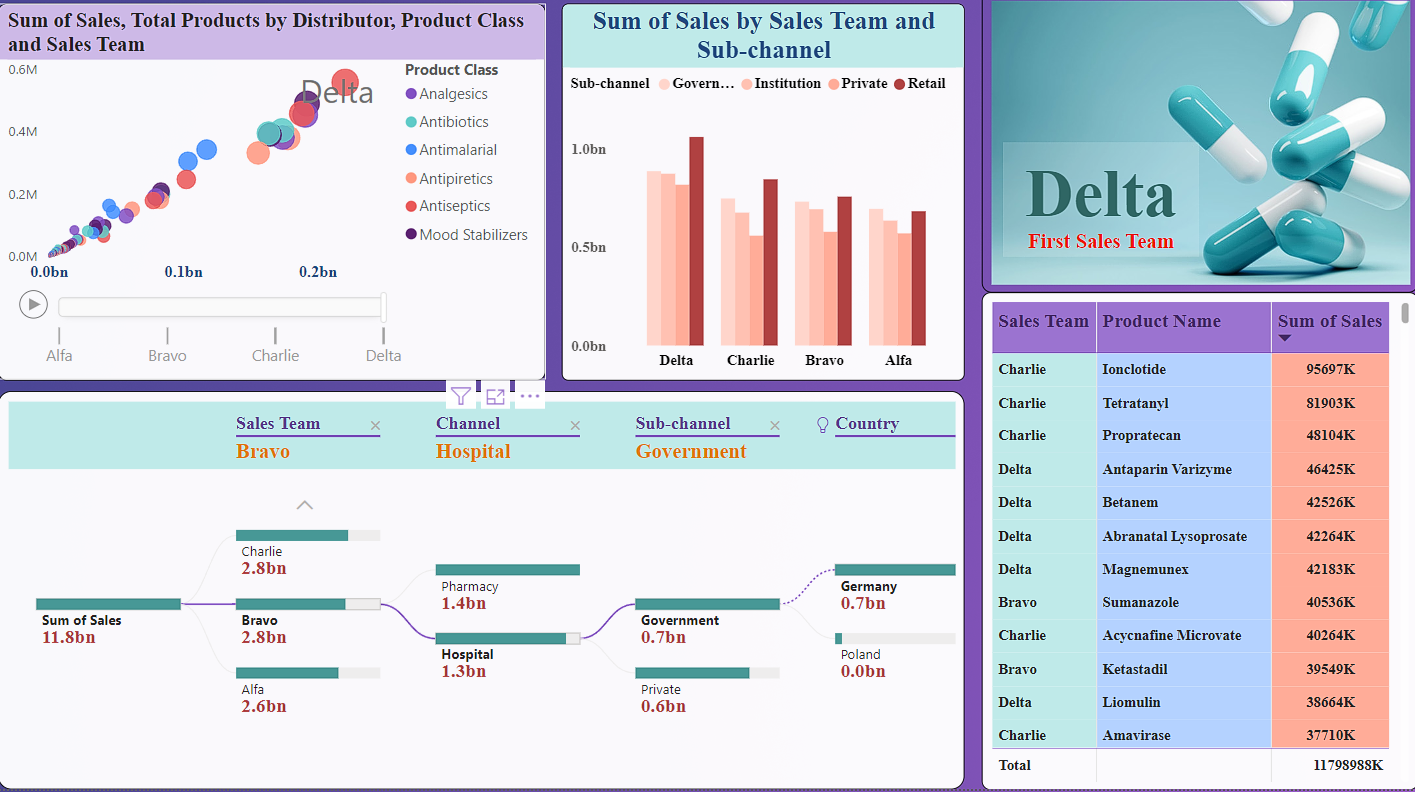 Sum of Sales, Total Products by Distributor, Product Class
and Sales Team
0.6M
0.4M
0.2M
0.0M
0.0bn 0.1bn 0.2bn
Delta
Product Class
Analgesics
Antibiotics
Antimalarial
Antipiretics
Antiseptics
Mood Stabilizers
Alfa Bravo Charlie Delta
Sum of Sales by Sales Team and
Sub-channel
Sub-channel Govern... Institution Private Retail
1.0bn
0.5bn
0.0bn
Delta Charlie Bravo Alfa
Delta
First Sales Team
Sales Team Channel Sub-channel Country
Bravo Hospital Government
Sum of Sales
11.8bn
Charlie
2.8bn
Bravo
2.8bn
Alfa
2.6bn
Pharmacy
1.4bn
Hospital
1.3bn
Government
0.7bn
Private
0.6bn
Germany
0.7bn
Poland
0.0bn
Sales Team Product Name Sum of Sales
Charlie Ionclotide 95697K
Charlie Tetratanyl 81903K
Charlie Propratecan 48104K
Delta Antaparin Varizyme 46425K
Delta Betanem 42526K
Delta Abranatal Lysoprosate 42264K
Delta Magnemunex 42183K
Bravo Sumanazole 40536K
Charlie Acycnafine Microvate 40264K
Bravo Ketastadil 39549K
Delta Liomulin 38664K
Charlie Amavirase 37710K
Total 11798988K